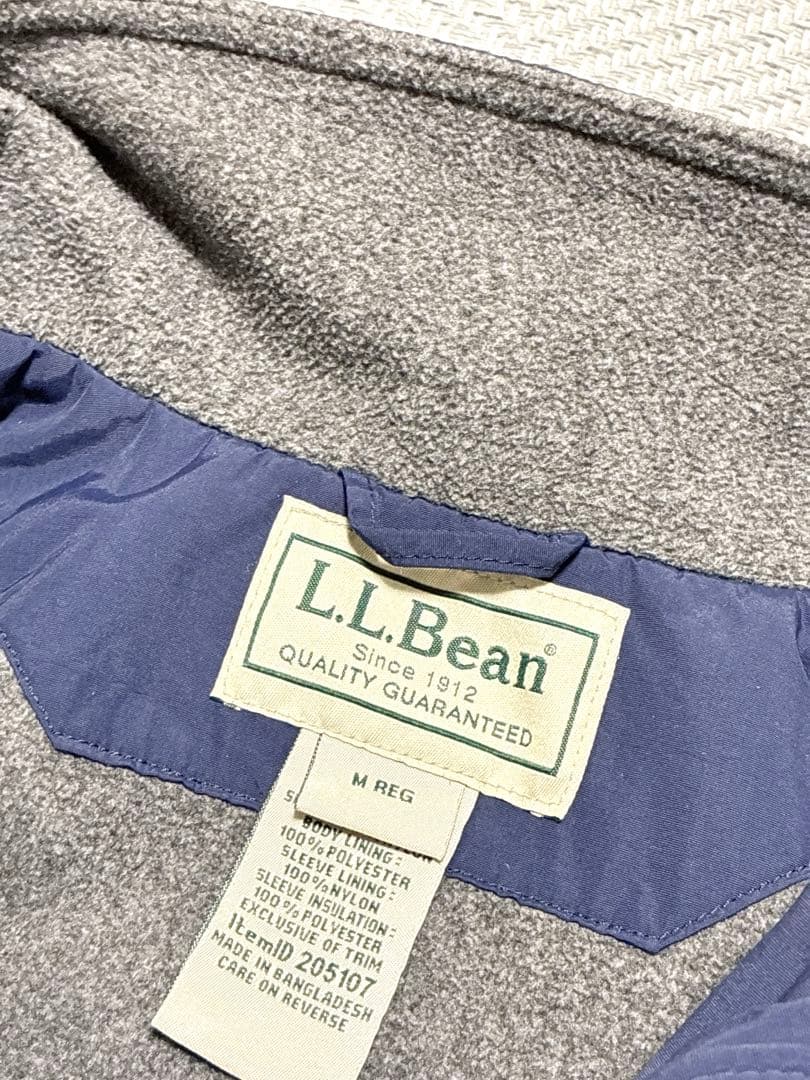 L.L.Bean®
Since 1912
QUALITY GUARANTEED
M REG
BODY LINING:
100% POLYESTER
SLEEVE LINING:
100% NYLON
SLEEVE INSULATION:
100% POLYESTER
EXCLUSIVE OF TRIM
ItemID 205107
MADE IN BANGLADESH
CARE ON REVERSE